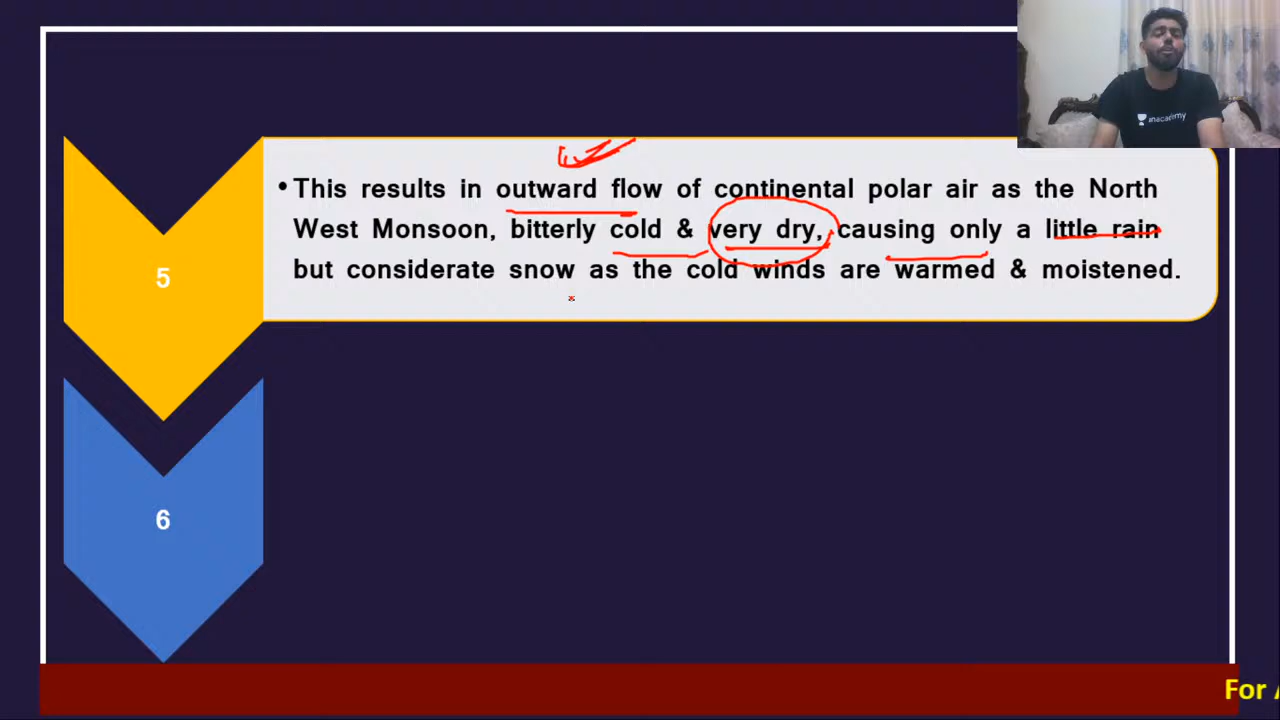 unacademy
• This results in outward flow of continental polar air as the North
West Monsoon, bitterly cold & very dry, causing only a little rain
but considerate snow as the cold winds are warmed & moistened.
5
6
For A